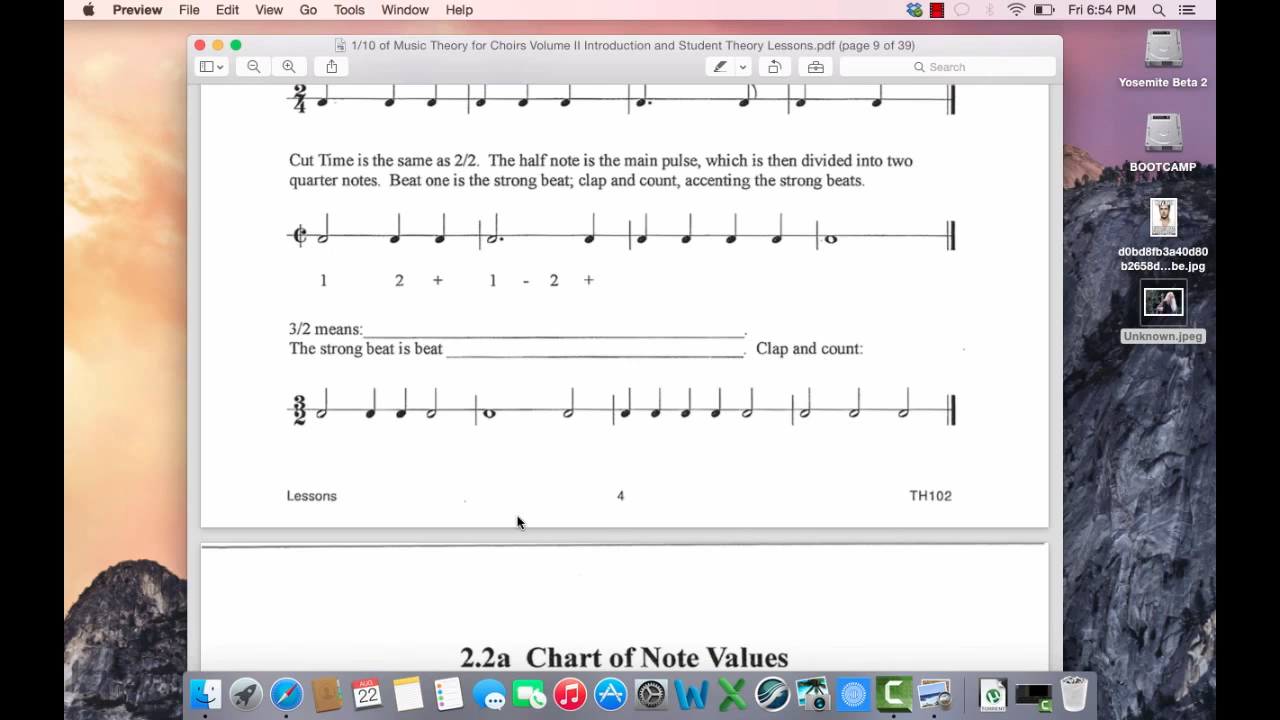 Preview File Edit View Go Tools Window Help Fri 6:54 PM
1/10 of Music Theory for Choirs Volume II Introduction and Student Theory Lessons.pdf (page 9 of 39)
Search
2
4
Cut Time is the same as 2/2. The half note is the main pulse, which is then divided into two
quarter notes. Beat one is the strong beat; clap and count, accenting the strong beats.
1 2 + 1 - 2 +
3/2 means:
The strong beat is beat . Clap and count:
3
2
Lessons 4 TH102
2.2a Chart of Note Values
Yosemite Beta 2
BOOTCAMP
d0bd8fb3a40d80
b2658d...be.jpg
Unknown.jpeg
AUG
22
TORRENT